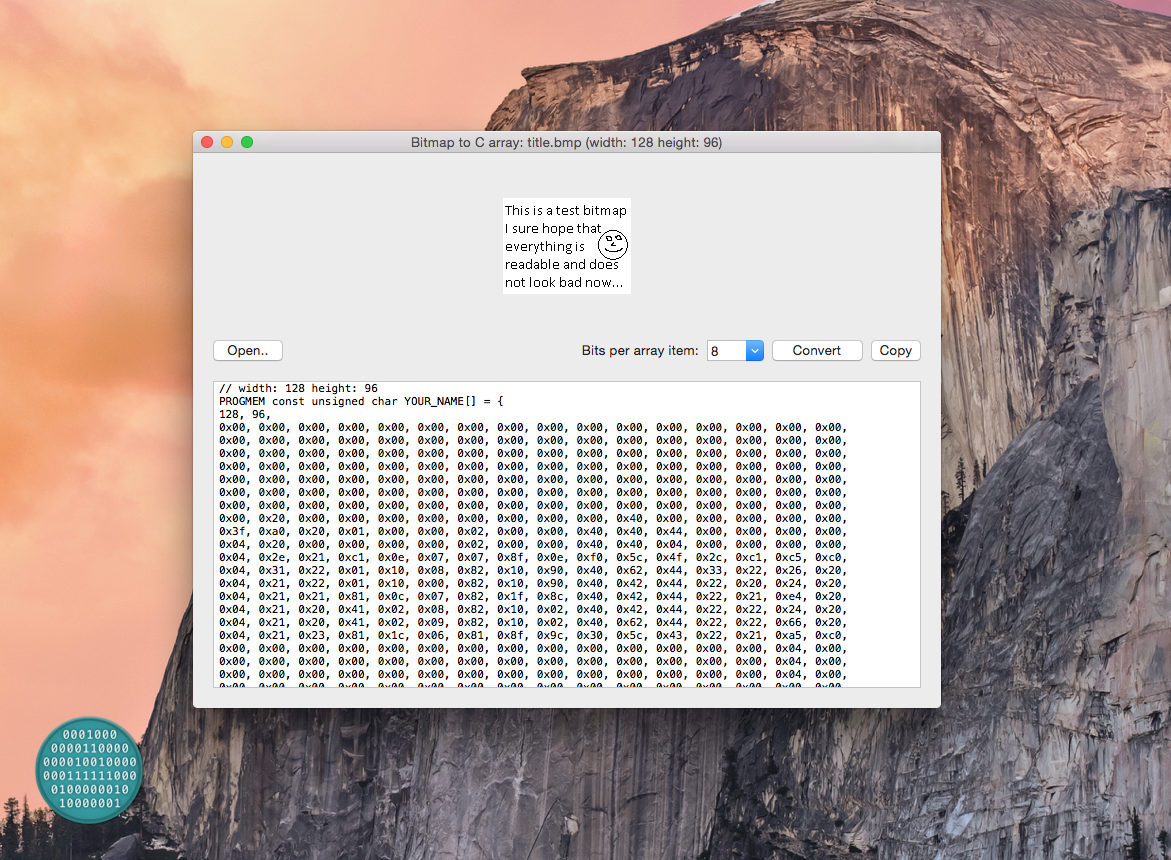 Bitmap to C array: title.bmp (width: 128 height: 96)
This is a test bitmap
I sure hope that
everything is
readable and does
not look bad now...
Open..
Bits per array item:
8
Convert
Copy
// width: 128 height: 96
PROGMEM const unsigned char YOUR_NAME[] = {
128, 96,
0x00, 0x00, 0x00, 0x00, 0x00, 0x00, 0x00, 0x00, 0x00, 0x00, 0x00, 0x00, 0x00, 0x00, 0x00, 0x00,
0x00, 0x00, 0x00, 0x00, 0x00, 0x00, 0x00, 0x00, 0x00, 0x00, 0x00, 0x00, 0x00, 0x00, 0x00, 0x00,
0x00, 0x00, 0x00, 0x00, 0x00, 0x00, 0x00, 0x00, 0x00, 0x00, 0x00, 0x00, 0x00, 0x00, 0x00, 0x00,
0x00, 0x00, 0x00, 0x00, 0x00, 0x00, 0x00, 0x00, 0x00, 0x00, 0x00, 0x00, 0x00, 0x00, 0x00, 0x00,
0x00, 0x00, 0x00, 0x00, 0x00, 0x00, 0x00, 0x00, 0x00, 0x00, 0x00, 0x00, 0x00, 0x00, 0x00, 0x00,
0x00, 0x00, 0x00, 0x00, 0x00, 0x00, 0x00, 0x00, 0x00, 0x00, 0x00, 0x00, 0x00, 0x00, 0x00, 0x00,
0x00, 0x00, 0x00, 0x00, 0x00, 0x00, 0x00, 0x00, 0x00, 0x00, 0x00, 0x00, 0x00, 0x00, 0x00, 0x00,
0x00, 0x20, 0x00, 0x00, 0x00, 0x00, 0x00, 0x00, 0x00, 0x00, 0x40, 0x00, 0x00, 0x00, 0x00, 0x00,
0x3f, 0xa0, 0x20, 0x01, 0x00, 0x00, 0x02, 0x00, 0x00, 0x40, 0x40, 0x44, 0x00, 0x00, 0x00, 0x00,
0x04, 0x20, 0x00, 0x00, 0x00, 0x00, 0x02, 0x00, 0x00, 0x40, 0x40, 0x04, 0x00, 0x00, 0x00, 0x00,
0x04, 0x2e, 0x21, 0xc1, 0x0e, 0x07, 0x07, 0x8f, 0x0e, 0xf0, 0x5c, 0x4f, 0x2c, 0xc1, 0xc5, 0xc0,
0x04, 0x31, 0x22, 0x01, 0x10, 0x08, 0x82, 0x10, 0x90, 0x40, 0x62, 0x44, 0x33, 0x22, 0x26, 0x20,
0x04, 0x21, 0x22, 0x01, 0x10, 0x00, 0x82, 0x10, 0x90, 0x40, 0x42, 0x44, 0x22, 0x20, 0x24, 0x20,
0x04, 0x21, 0x21, 0x81, 0x0c, 0x07, 0x82, 0x1f, 0x8c, 0x40, 0x42, 0x44, 0x22, 0x21, 0xe4, 0x20,
0x04, 0x21, 0x20, 0x41, 0x02, 0x08, 0x82, 0x10, 0x02, 0x40, 0x42, 0x44, 0x22, 0x22, 0x24, 0x20,
0x04, 0x21, 0x20, 0x41, 0x02, 0x09, 0x82, 0x10, 0x02, 0x40, 0x62, 0x44, 0x22, 0x22, 0x66, 0x20,
0x04, 0x21, 0x23, 0x81, 0x1c, 0x06, 0x81, 0x8f, 0x9c, 0x30, 0x5c, 0x43, 0x22, 0x21, 0xa5, 0xc0,
0x00, 0x00, 0x00, 0x00, 0x00, 0x00, 0x00, 0x00, 0x00, 0x00, 0x00, 0x00, 0x00, 0x00, 0x04, 0x00,
0x00, 0x00, 0x00, 0x00, 0x00, 0x00, 0x00, 0x00, 0x00, 0x00, 0x00, 0x00, 0x00, 0x00, 0x04, 0x00,
0x00, 0x00, 0x00, 0x00, 0x00, 0x00, 0x00, 0x00, 0x00, 0x00, 0x00, 0x00, 0x00, 0x00, 0x04, 0x00,
0001000
0000110000
000010010000
000111111000
0100000010
10000001